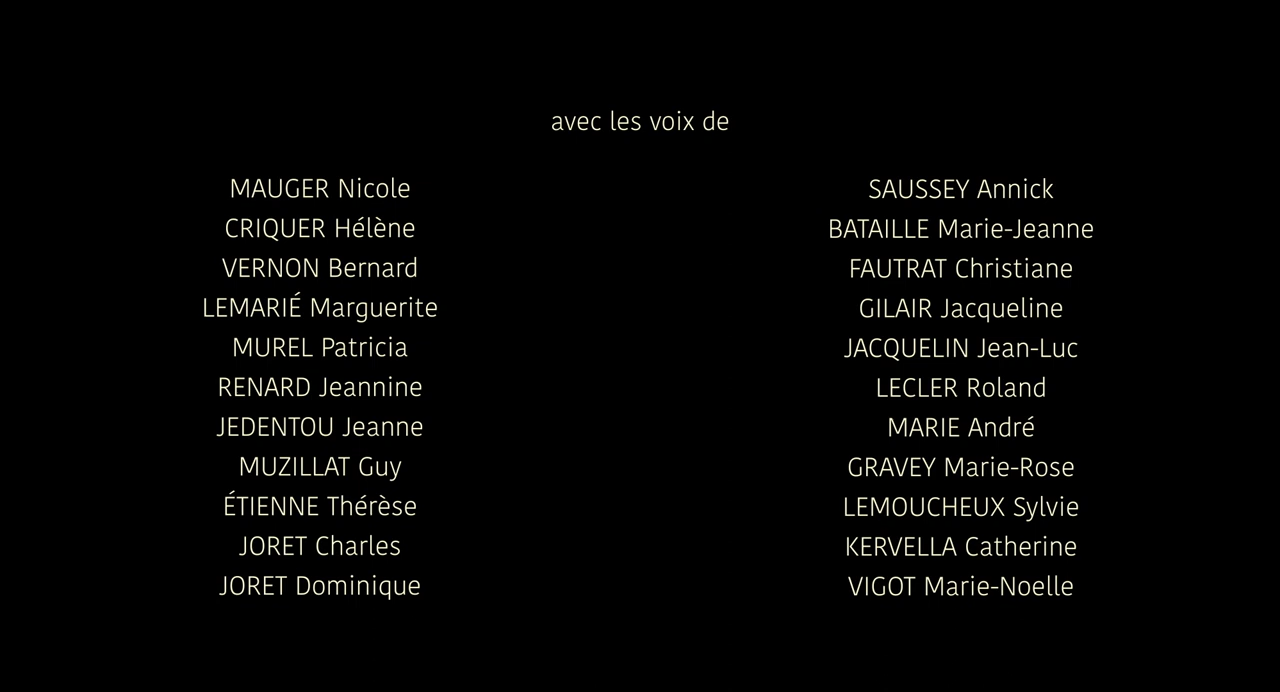 avec les voix de
MAUGER Nicole
CRIQUER Hélène
VERNON Bernard
LEMARIÉ Marguerite
MUREL Patricia
RENARD Jeannine
JEDENTOU Jeanne
MUZILLAT Guy
ÉTIENNE Thérèse
JORET Charles
JORET Dominique
SAUSSEY Annick
BATAILLE Marie-Jeanne
FAUTRAT Christiane
GILAIR Jacqueline
JACQUELIN Jean-Luc
LECLER Roland
MARIE André
GRAVEY Marie-Rose
LEMOUCHEUX Sylvie
KERVELLA Catherine
VIGOT Marie-Noelle